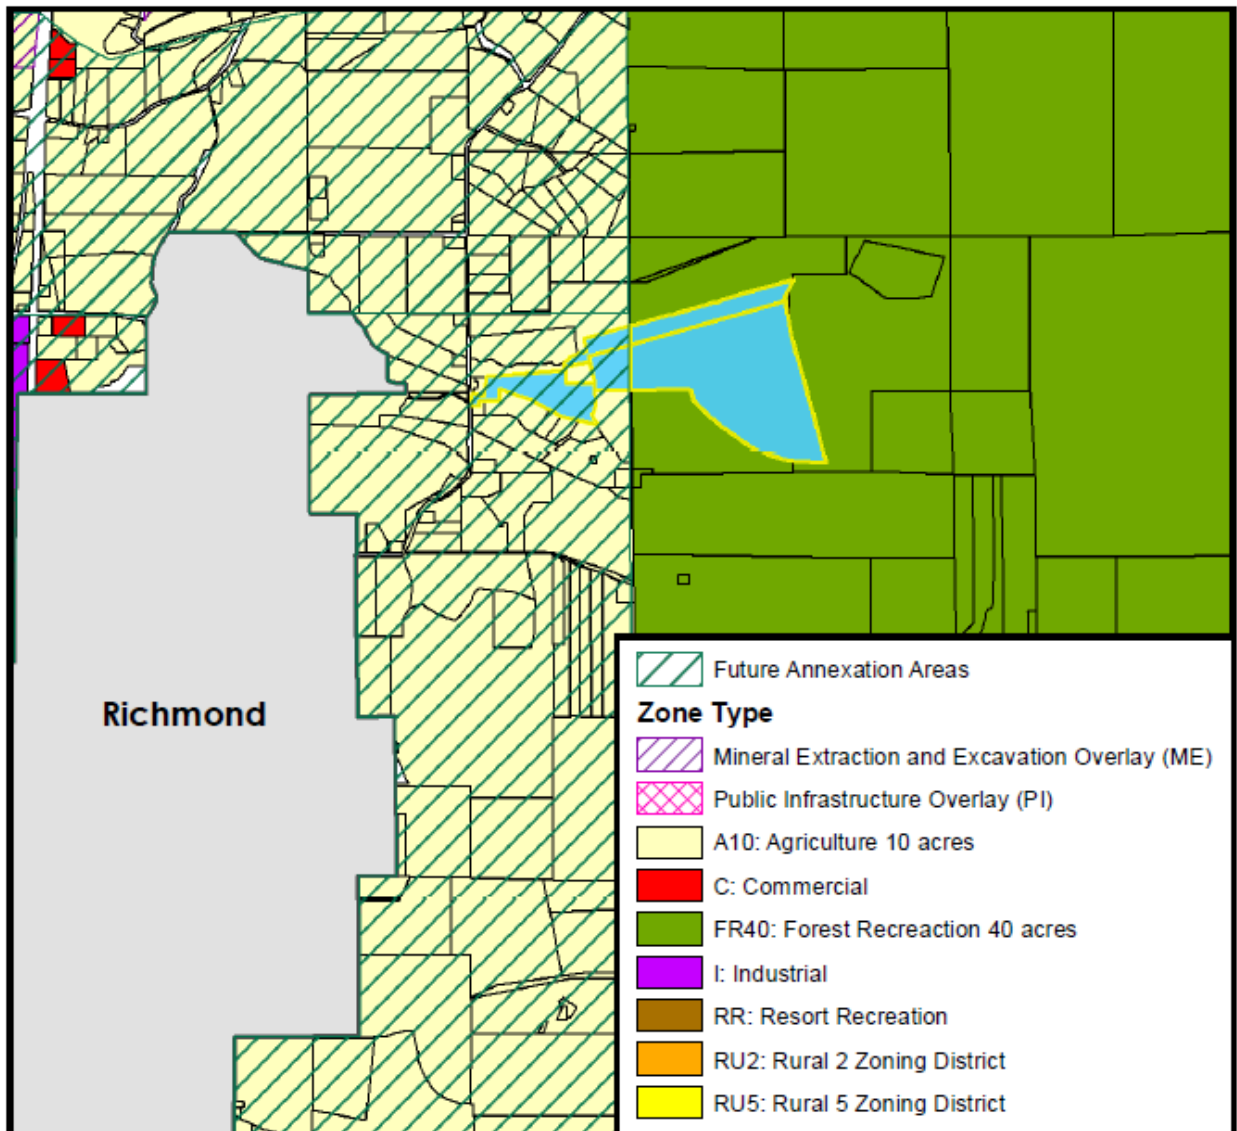 Richmond
Future Annexation Areas
Zone Type
Mineral Extraction and Excavation Overlay (ME)
Public Infrastructure Overlay (PI)
A10: Agriculture 10 acres
C: Commercial
FR40: Forest Recreaction 40 acres
I: Industrial
RR: Resort Recreation
RU2: Rural 2 Zoning District
RU5: Rural 5 Zoning District